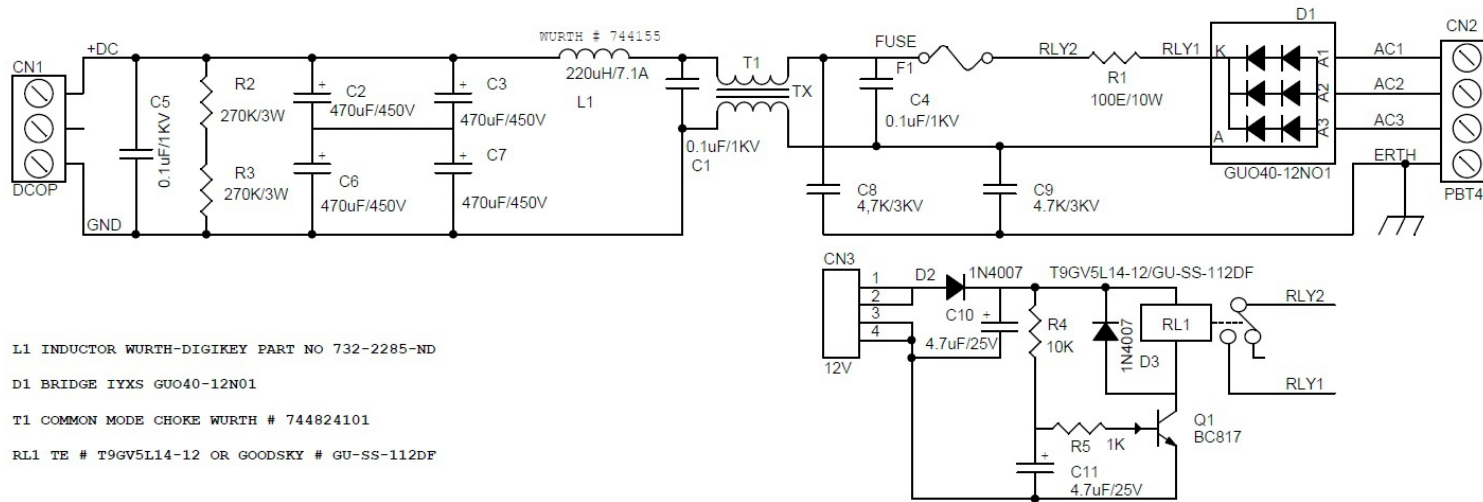 WURTH # 744155
D1
CN2
+DC
FUSE
RLY2
RLY1
K
A1
AC1
CN1
T1
220uH/7.1A
F1
R1
R2
C2
C3
L1
TX
C4
100E/10W
A2
AC2
C5
0.1uF/1KV
270K/3W
470uF/450V
470uF/450V
0.1uF/1KV
A3
AC3
0.1uF/1KV
C1
A
ERTH
R3
C6
C7
GUO40-12NO1
DCOP
270K/3W
470uF/450V
470uF/450V
C8
4,7K/3KV
C9
4.7K/3KV
PBT4
GND
CN3
1
2
3
4
12V
D2
1N4007
T9GV5L14-12/GU-SS-112DF
C10
4.7uF/25V
R4
10K
1N4007
D3
RL1
RLY2
RLY1
R5
1K
Q1
BC817
C11
4.7uF/25V
L1 INDUCTOR WURTH-DIGIKEY PART NO 732-2285-ND
D1 BRIDGE IYXS GUO40-12N01
T1 COMMON MODE CHOKE WURTH # 744824101
RL1 TE # T9GV5L14-12 OR GOODSKY # GU-SS-112DF